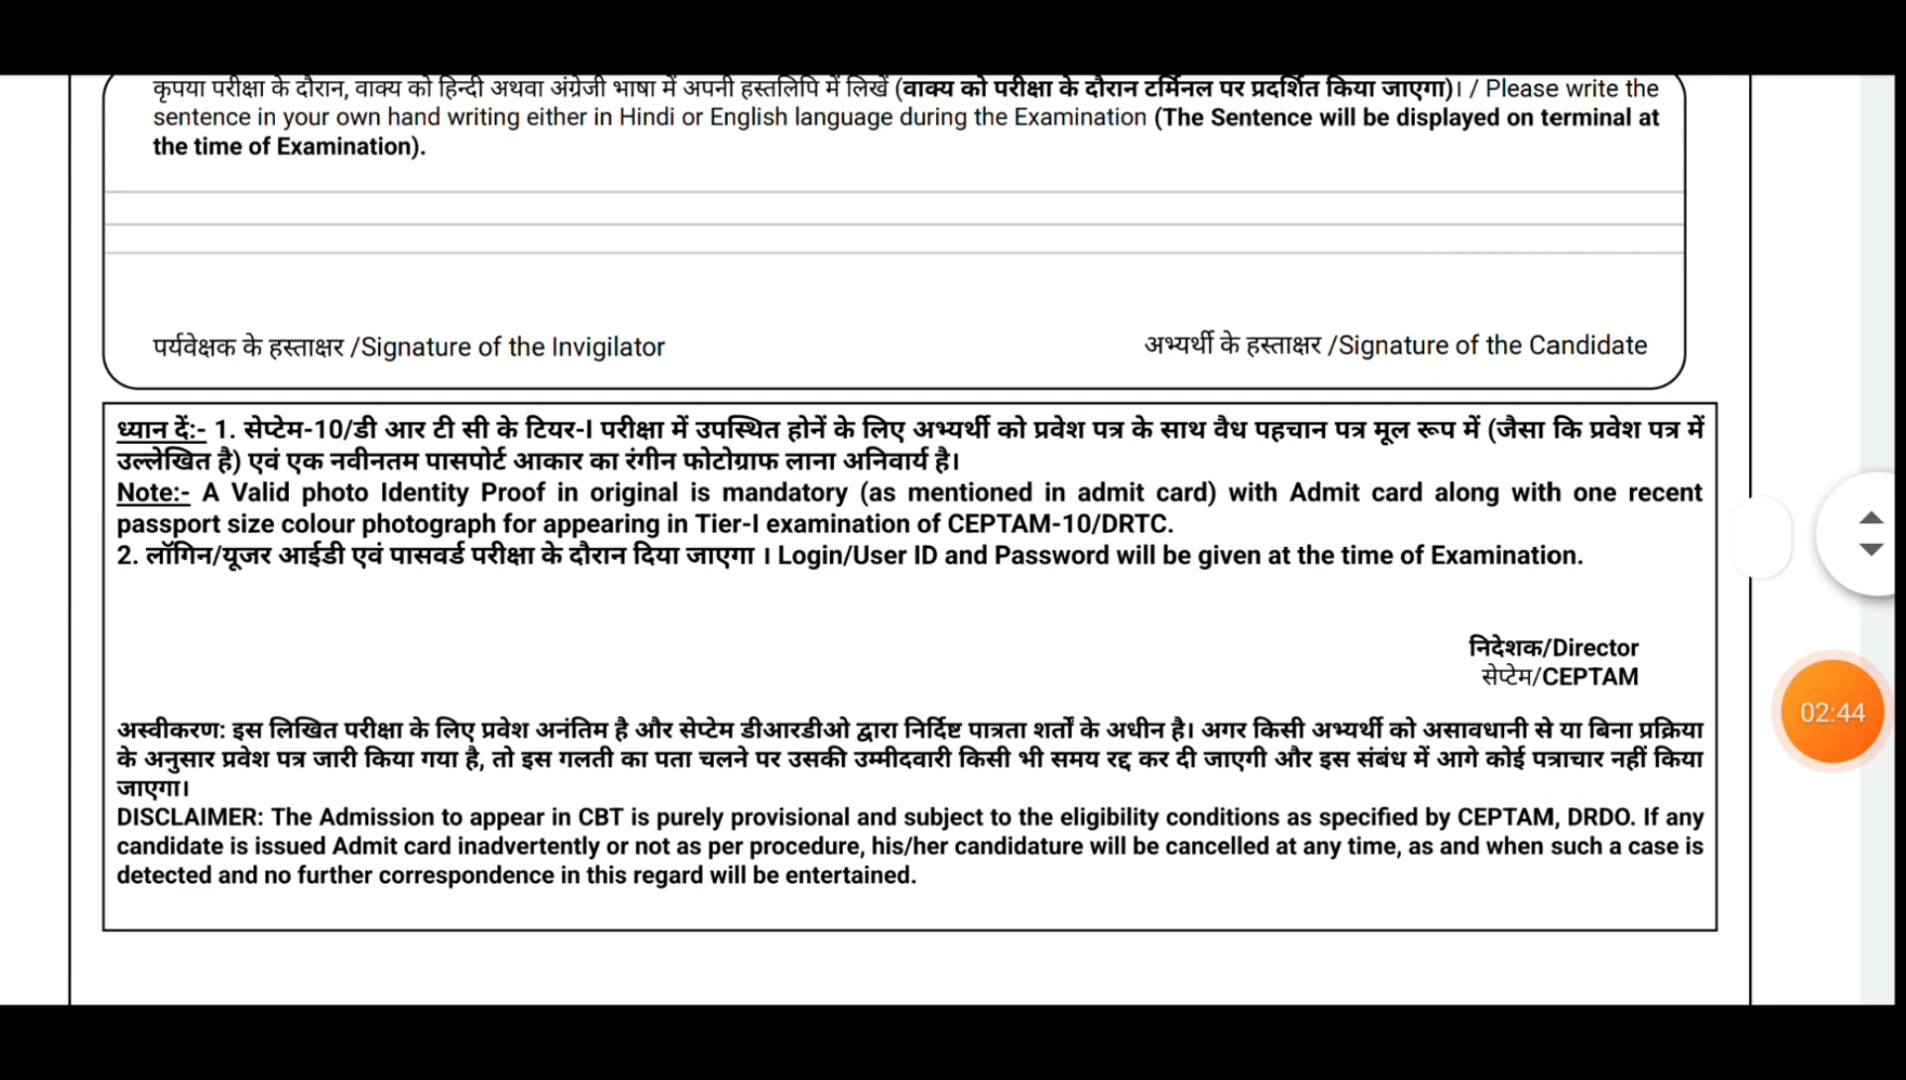 कृपया परीक्षा के दौरान, वाक्य को हिन्दी अथवा अंग्रेजी भाषा में अपनी हस्तलिपि में लिखें (वाक्य को परीक्षा के दौरान टर्मिनल पर प्रदर्शित किया जाएगा)। / Please write the
sentence in your own hand writing either in Hindi or English language during the Examination (The Sentence will be displayed on terminal at
the time of Examination).
पर्यवेक्षक के हस्ताक्षर /Signature of the Invigilator
अभ्यर्थी के हस्ताक्षर /Signature of the Candidate
ध्यान दें:- 1. सेप्टेम-10/डी आर टी सी के टियर-I परीक्षा में उपस्थित होनें के लिए अभ्यर्थी को प्रवेश पत्र के साथ वैध पहचान पत्र मूल रूप में (जैसा कि प्रवेश पत्र में
उल्लेखित है) एवं एक नवीनतम पासपोर्ट आकार का रंगीन फोटोग्राफ लाना अनिवार्य है।
Note:- A Valid photo Identity Proof in original is mandatory (as mentioned in admit card) with Admit card along with one recent
passport size colour photograph for appearing in Tier-I examination of CEPTAM-10/DRTC.
2. लॉगिन/यूजर आईडी एवं पासवर्ड परीक्षा के दौरान दिया जाएगा । Login/User ID and Password will be given at the time of Examination.
निदेशक/Director
सेप्टेम/CEPTAM
02:44
अस्वीकरण: इस लिखित परीक्षा के लिए प्रवेश अनंतिम है और सेप्टेम डीआरडीओ द्वारा निर्दिष्ट पात्रता शर्तों के अधीन है। अगर किसी अभ्यर्थी को असावधानी से या बिना प्रक्रिया
के अनुसार प्रवेश पत्र जारी किया गया है, तो इस गलती का पता चलने पर उसकी उम्मीदवारी किसी भी समय रद्द कर दी जाएगी और इस संबंध में आगे कोई पत्राचार नहीं किया
जाएगा।
DISCLAIMER: The Admission to appear in CBT is purely provisional and subject to the eligibility conditions as specified by CEPTAM, DRDO. If any
candidate is issued Admit card inadvertently or not as per procedure, his/her candidature will be cancelled at any time, as and when such a case is
detected and no further correspondence in this regard will be entertained.